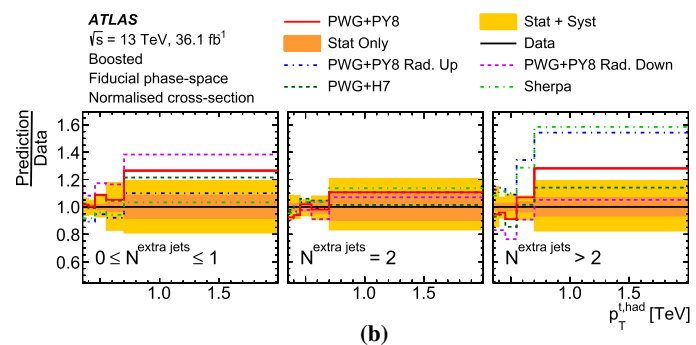 ATLAS
√s = 13 TeV, 36.1 fb⁻¹
Boosted
Fiducial phase-space
Normalised cross-section
PWG+PY8
Stat Only
PWG+PY8 Rad. Up
PWG+H7
Stat + Syst
Data
PWG+PY8 Rad. Down
Sherpa
Prediction
Data
1.6
1.4
1.2
1.0
0.8
0.6
0 ≤ N^extra jets ≤ 1
N^extra jets = 2
N^extra jets > 2
1.0 1.5 1.0 1.5 1.0 1.5
p_T^t,had [TeV]
(b)